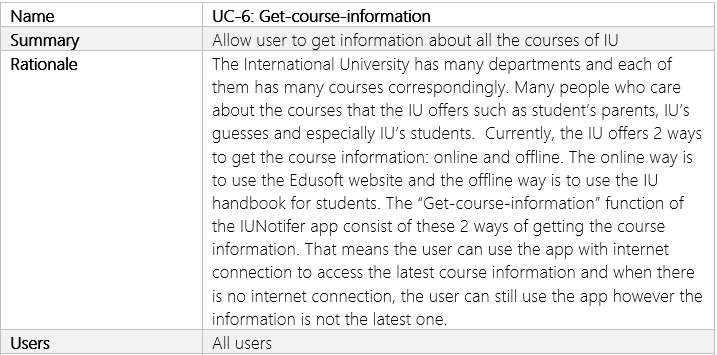 Name UC-6: Get-course-information
Summary Allow user to get information about all the courses of IU
Rationale The International University has many departments and each of
them has many courses correspondingly. Many people who care
about the courses that the IU offers such as student's parents, IU's
guesses and especially IU's students.  Currently, the IU offers 2 ways
to get the course information: online and offline. The online way is
to use the Edusoft website and the offline way is to use the IU
handbook for students. The “Get-course-information” function of
the IUNotifer app consist of these 2 ways of getting the course
information. That means the user can use the app with internet
connection to access the latest course information and when there
is no internet connection, the user can still use the app however the
information is not the latest one.
Users All users